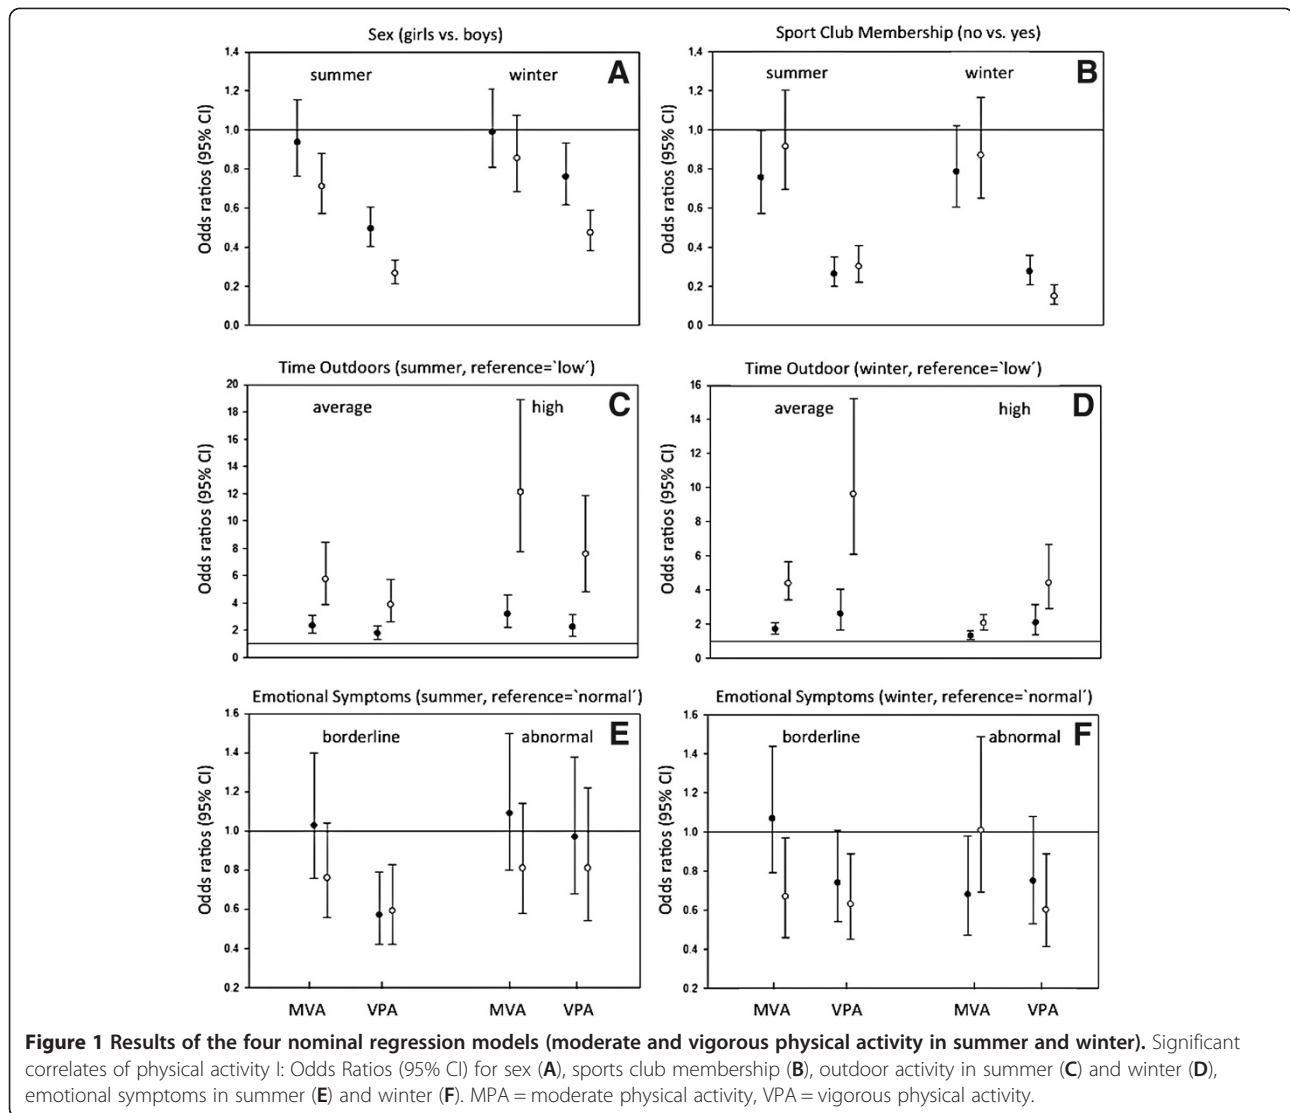 Sex (girls vs. boys)
1,4
1,2
1,0
0,8
0,6
0,4
0,2
0,0
Odds ratios (95% CI)
summer
winter
A
Sport Club Membership (no vs. yes)
1,4
1,2
1,0
0,8
0,6
0,4
0,2
0,0
Odds ratios (95% CI)
summer
winter
B
Time Outdoors (summer, reference=`low´)
20
18
16
14
12
10
8
6
4
2
0
Odds ratios (95% CI)
average
high
C
Time Outdoor (winter, reference=`low´)
16
14
12
10
8
6
4
2
0
Odds ratios (95% CI)
average
high
D
Emotional Symptoms (summer, reference=`normal´)
1.6
1.4
1.2
1.0
0.8
0.6
0.4
0.2
Odds ratios (95% CI)
borderline
abnormal
E
MVA
VPA
MVA
VPA
Emotional Symptoms (winter, reference=`normal´)
1.6
1.4
1.2
1.0
0.8
0.6
0.4
0.2
Odds ratios (95% CI)
borderline
abnormal
F
MVA
VPA
MVA
VPA
Figure 1 Results of the four nominal regression models (moderate and vigorous physical activity in summer and winter). Significant
correlates of physical activity I: Odds Ratios (95% CI) for sex (A), sports club membership (B), outdoor activity in summer (C) and winter (D),
emotional symptoms in summer (E) and winter (F). MPA = moderate physical activity, VPA = vigorous physical activity.